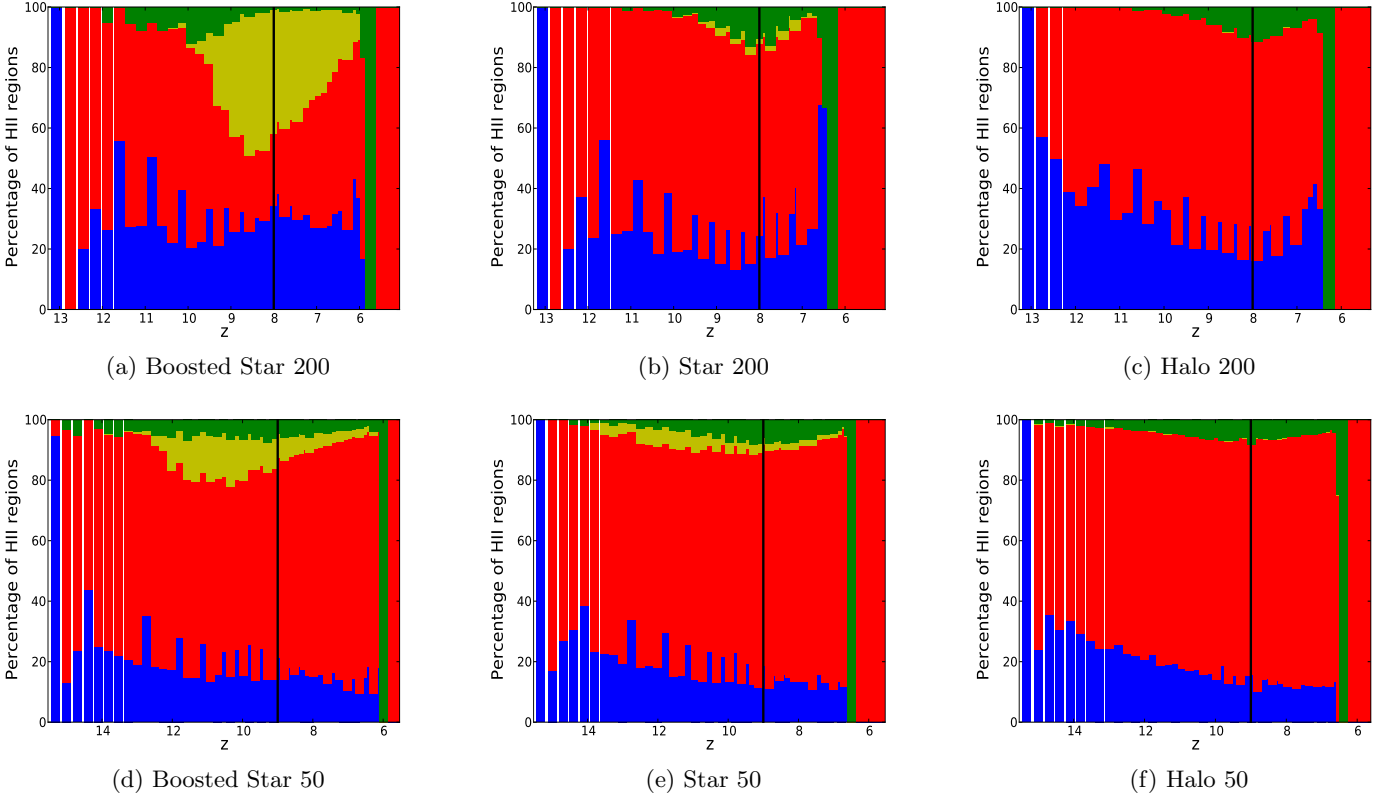 Percentage of HII regions
100
80
60
40
20
0
13 12 11 10 9 8 7 6
z
(a) Boosted Star 200
Percentage of HII regions
100
80
60
40
20
0
13 12 11 10 9 8 7 6
z
(b) Star 200
Percentage of HII regions
100
80
60
40
20
0
13 12 11 10 9 8 7 6
z
(c) Halo 200
Percentage of HII regions
100
80
60
40
20
0
14 12 10 8 6
z
(d) Boosted Star 50
Percentage of HII regions
100
80
60
40
20
0
14 12 10 8 6
z
(e) Star 50
Percentage of HII regions
100
80
60
40
20
0
14 12 10 8 6
z
(f) Halo 50